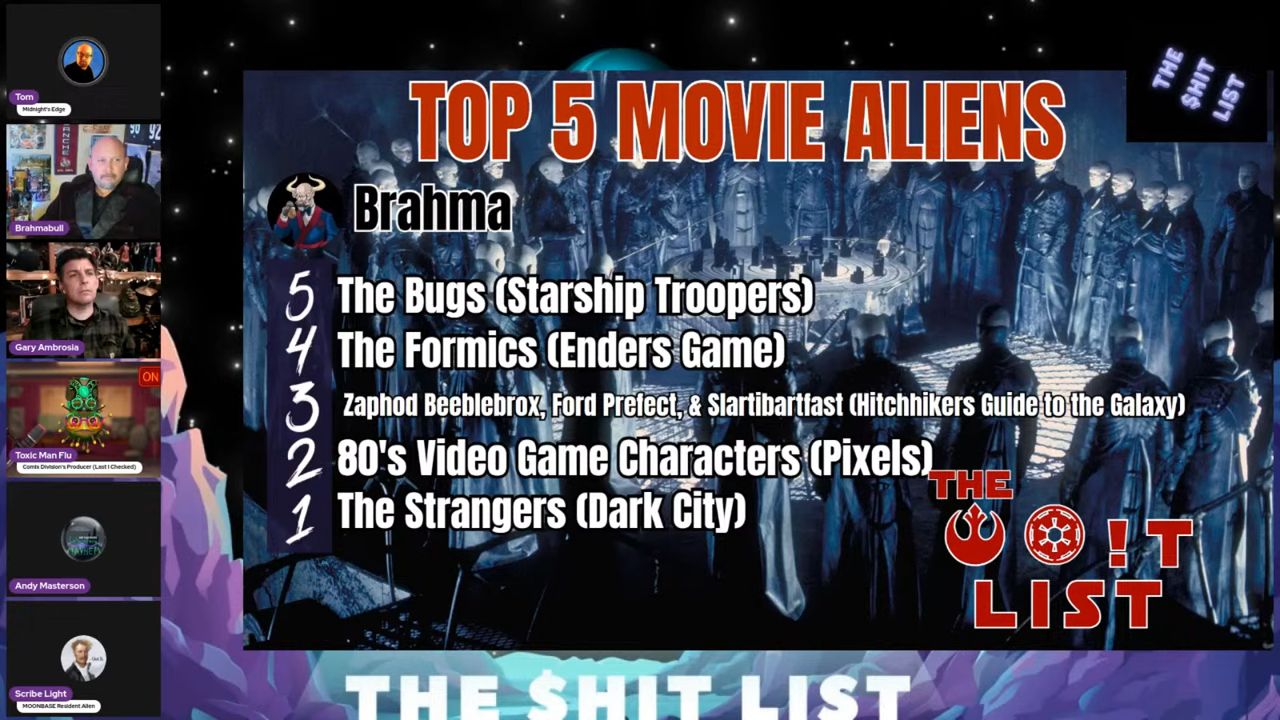 Tom
Midnight's Edge
Brahmabull
Gary Ambrosia
ON
Toxic Man Flu
Comix Division's Producer (Last I Checked)
Andy Masterson
Scribe Light
MOONBASE Resident Alien
THE
$HIT
LIST
TOP 5 MOVIE ALIENS
Brahma
5 The Bugs (Starship Troopers)
4 The Formics (Enders Game)
3 Zaphod Beeblebrox, Ford Prefect, & Slartibartfast (Hitchhikers Guide to the Galaxy)
2 80's Video Game Characters (Pixels)
1 The Strangers (Dark City)
THE
!T
LIST
THE $HIT LIST